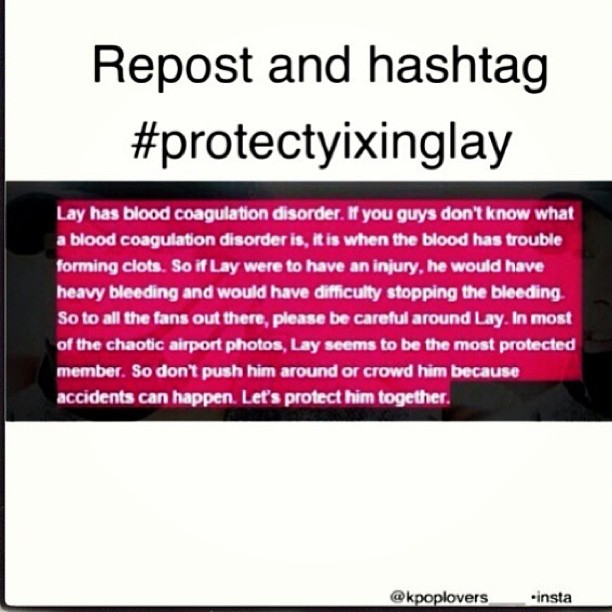 Repost and hashtag
#protectyixinglay
Lay has blood coagulation disorder. If you guys don't know what
a blood coagulation disorder is, it is when the blood has trouble
forming clots. So if Lay were to have an injury, he would have
heavy bleeding and would have difficulty stopping the bleeding.
So to all the fans out there, please be careful around Lay. In most
of the chaotic airport photos, Lay seems to be the most protected
member. So don't push him around or crowd him because
accidents can happen. Let's protect him together.
@kpoplovers____ •insta